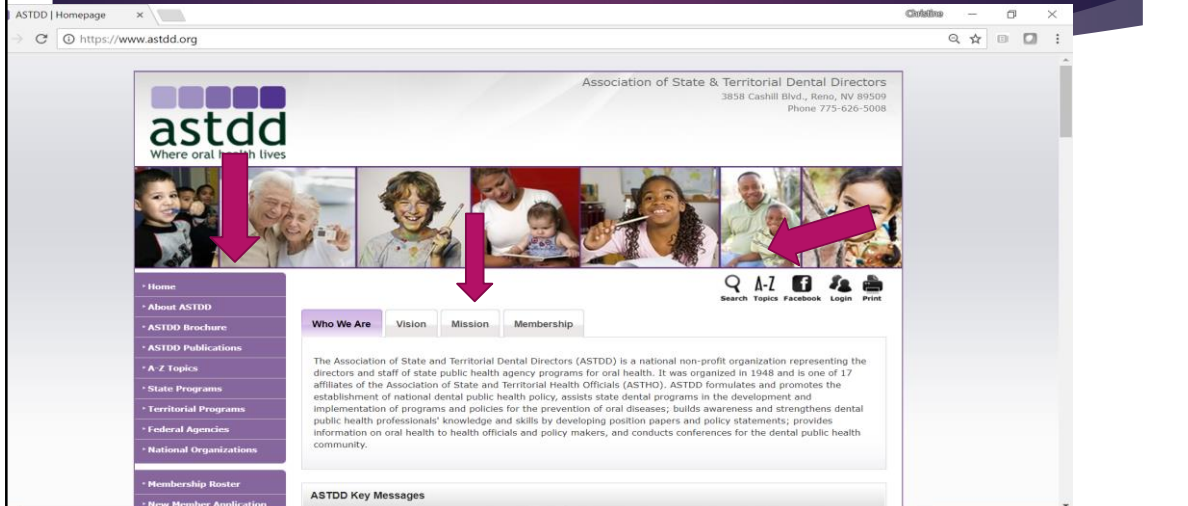 ASTDD | Homepage
Christine
https://www.astdd.org
Association of State & Territorial Dental Directors
3858 Cashill Blvd., Reno, NV 89509
Phone 775-626-5008
astdd
Where oral health lives
Search Topics Facebook Login Print
A-Z
Home
About ASTDD
ASTDD Brochure
ASTDD Publications
A-Z Topics
State Programs
Territorial Programs
Federal Agencies
National Organizations
Membership Roster
New Member Application
Who We Are
Vision
Mission
Membership
The Association of State and Territorial Dental Directors (ASTDD) is a national non-profit organization representing the
directors and staff of state public health agency programs for oral health. It was organized in 1948 and is one of 17
affiliates of the Association of State and Territorial Health Officials (ASTHO). ASTDD formulates and promotes the
establishment of national dental public health policy, assists state dental programs in the development and
implementation of programs and policies for the prevention of oral diseases; builds awareness and strengthens dental
public health professionals' knowledge and skills by developing position papers and policy statements; provides
information on oral health to health officials and policy makers, and conducts conferences for the dental public health
community.
ASTDD Key Messages